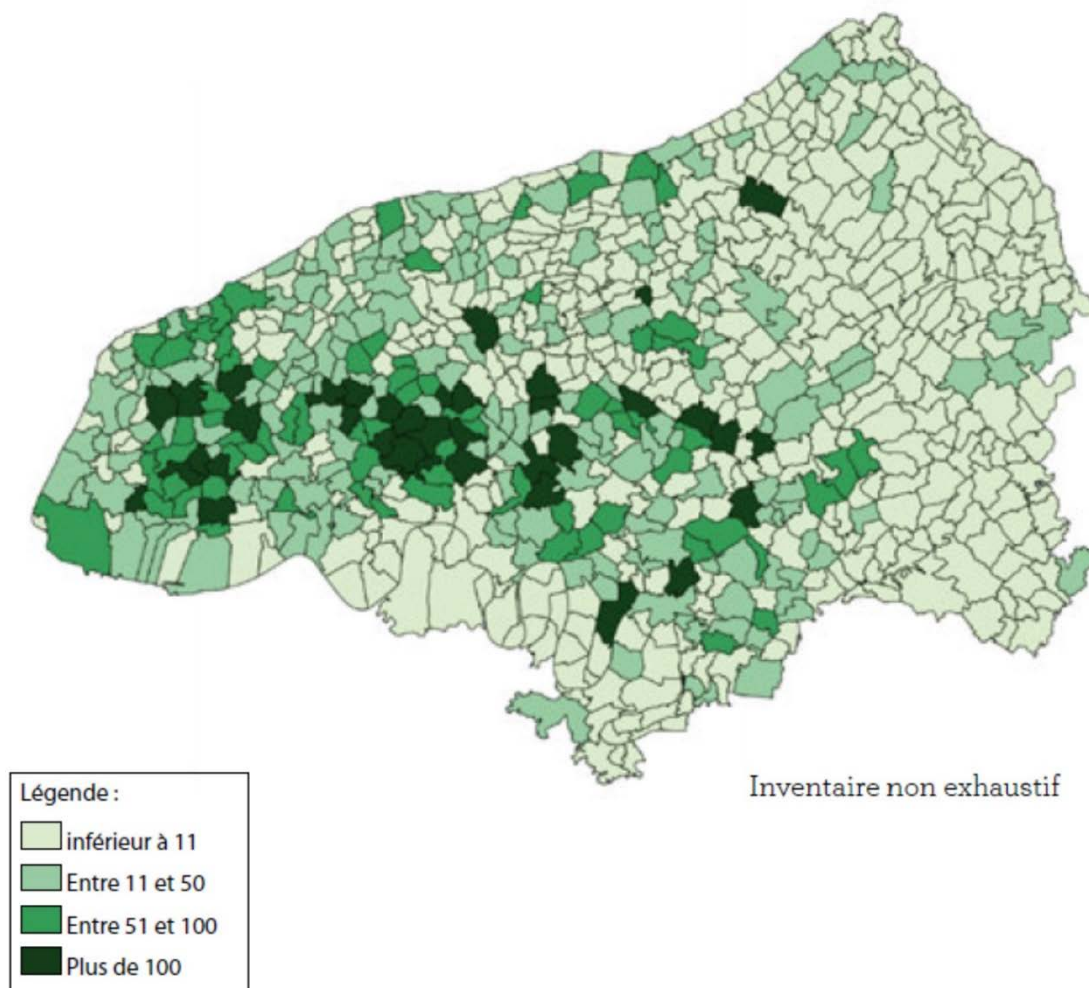 Inventaire non exhaustif
Légende :
inférieur à 11
Entre 11 et 50
Entre 51 et 100
Plus de 100